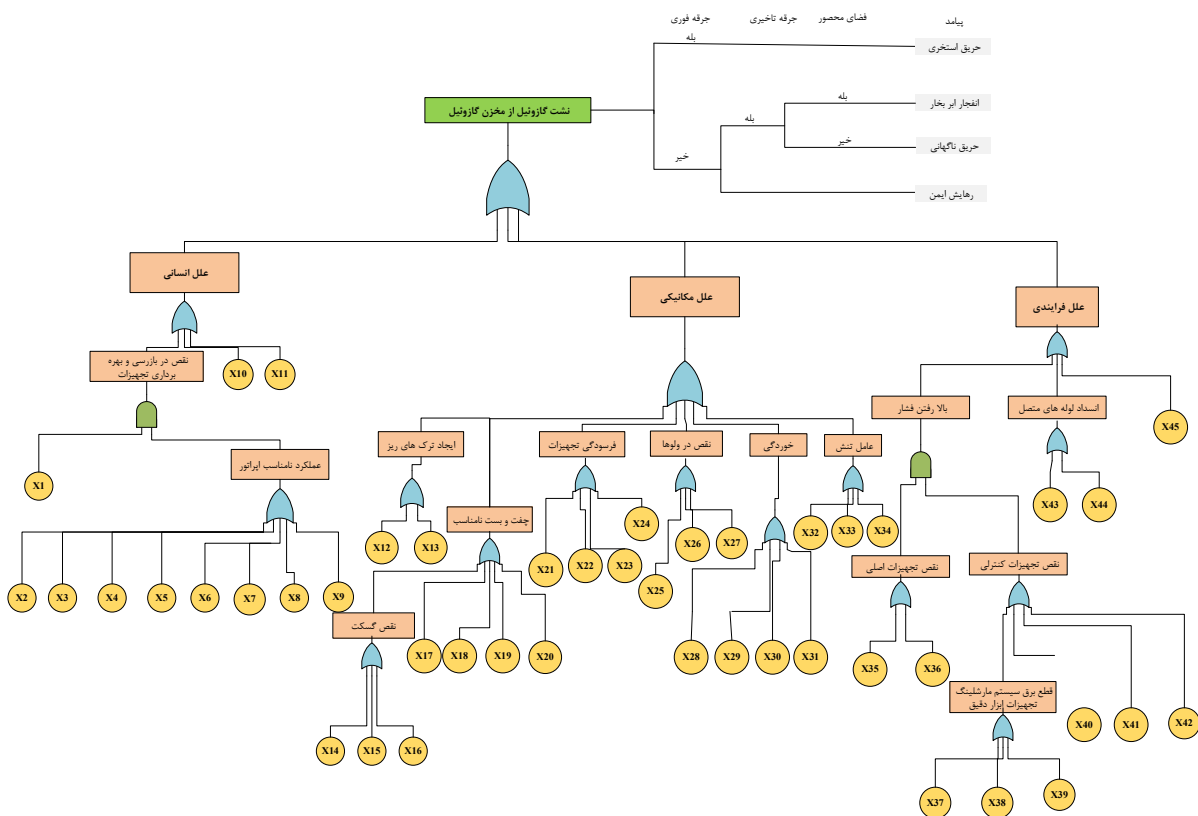 پیامد
فضای محصور
جرقه تاخیری
جرقه فوری
بله
حریق استخری
نشت گازوئیل از مخزن گازوئیل
بله
انفجار ابر بخار
بله
خیر
حریق ناگهانی
خیر
رهایش ایمن
علل انسانی
علل مکانیکی
علل فرایندی
نقص در بازرسی و بهره
برداری تجهیزات
X10
X11
بالا رفتن فشار
انسداد لوله های متصل
X45
ایجاد ترک های ریز
فرسودگی تجهیزات
نقص در ولوها
خوردگی
عامل تنش
عملکرد نامناسب اپراتور
X1
X43
X44
چفت و بست نامناسب
X12
X13
X21
X22
X23
X24
X25
X26
X27
X32
X33
X34
نقص تجهیزات اصلی
نقص تجهیزات کنترلی
X2
X3
X4
X5
X6
X7
X8
X9
نقص گسکت
X17
X18
X19
X20
X28
X29
X30
X31
X35
X36
قطع برق سیستم مارشلینگ
تجهیزات ابزار دقیق
X40
X41
X42
X14
X15
X16
X37
X38
X39